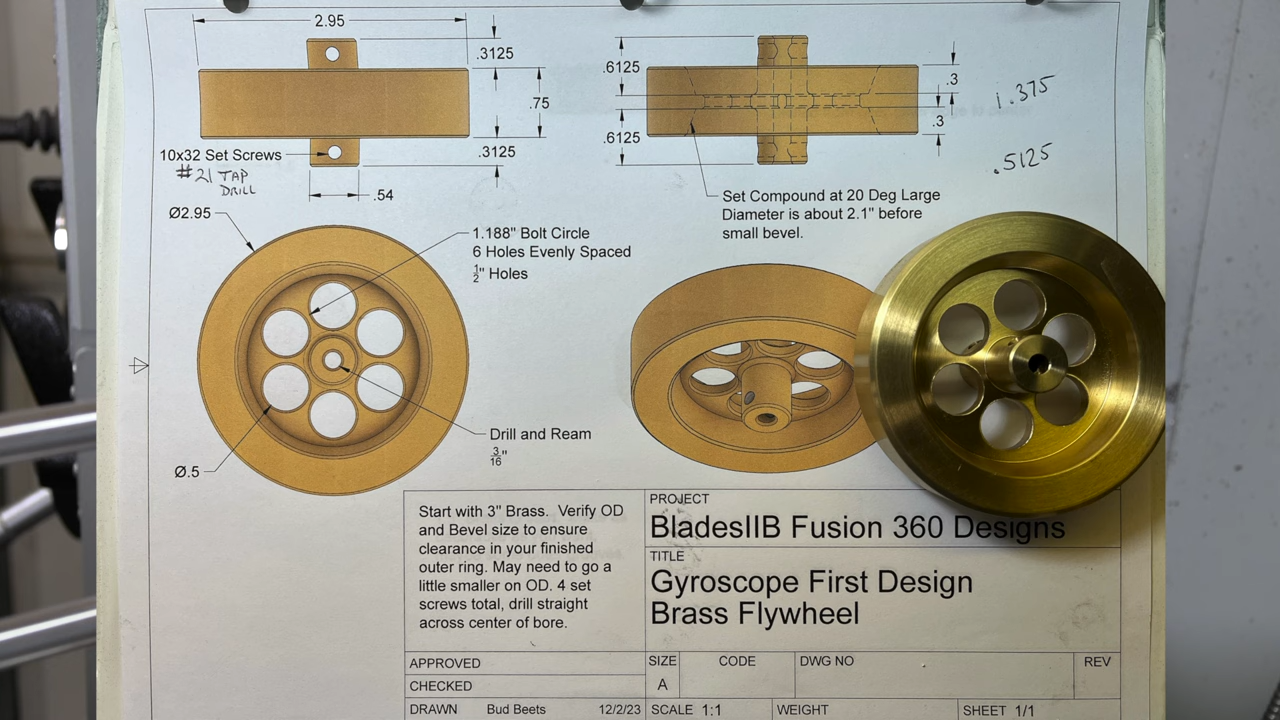 2.95
.3125
.75
.3125
.54
10x32 Set Screws
#21 TAP
DRILL
.6125
.6125
.3
.3
1.375
.5125
Set Compound at 20 Deg Large
Diameter is about 2.1" before
small bevel.
Ø2.95
1.188" Bolt Circle
6 Holes Evenly Spaced
1/2" Holes
Drill and Ream
3/16"
Ø.5
Start with 3" Brass. Verify OD
and Bevel size to ensure
clearance in your finished
outer ring. May need to go a
little smaller on OD. 4 set
screws total, drill straight
across center of bore.
PROJECT
BladesIIB Fusion 360 Designs
TITLE
Gyroscope First Design
Brass Flywheel
APPROVED
CHECKED
DRAWN Bud Beets 12/2/23
SIZE CODE DWG NO REV
A
SCALE 1:1 WEIGHT SHEET 1/1